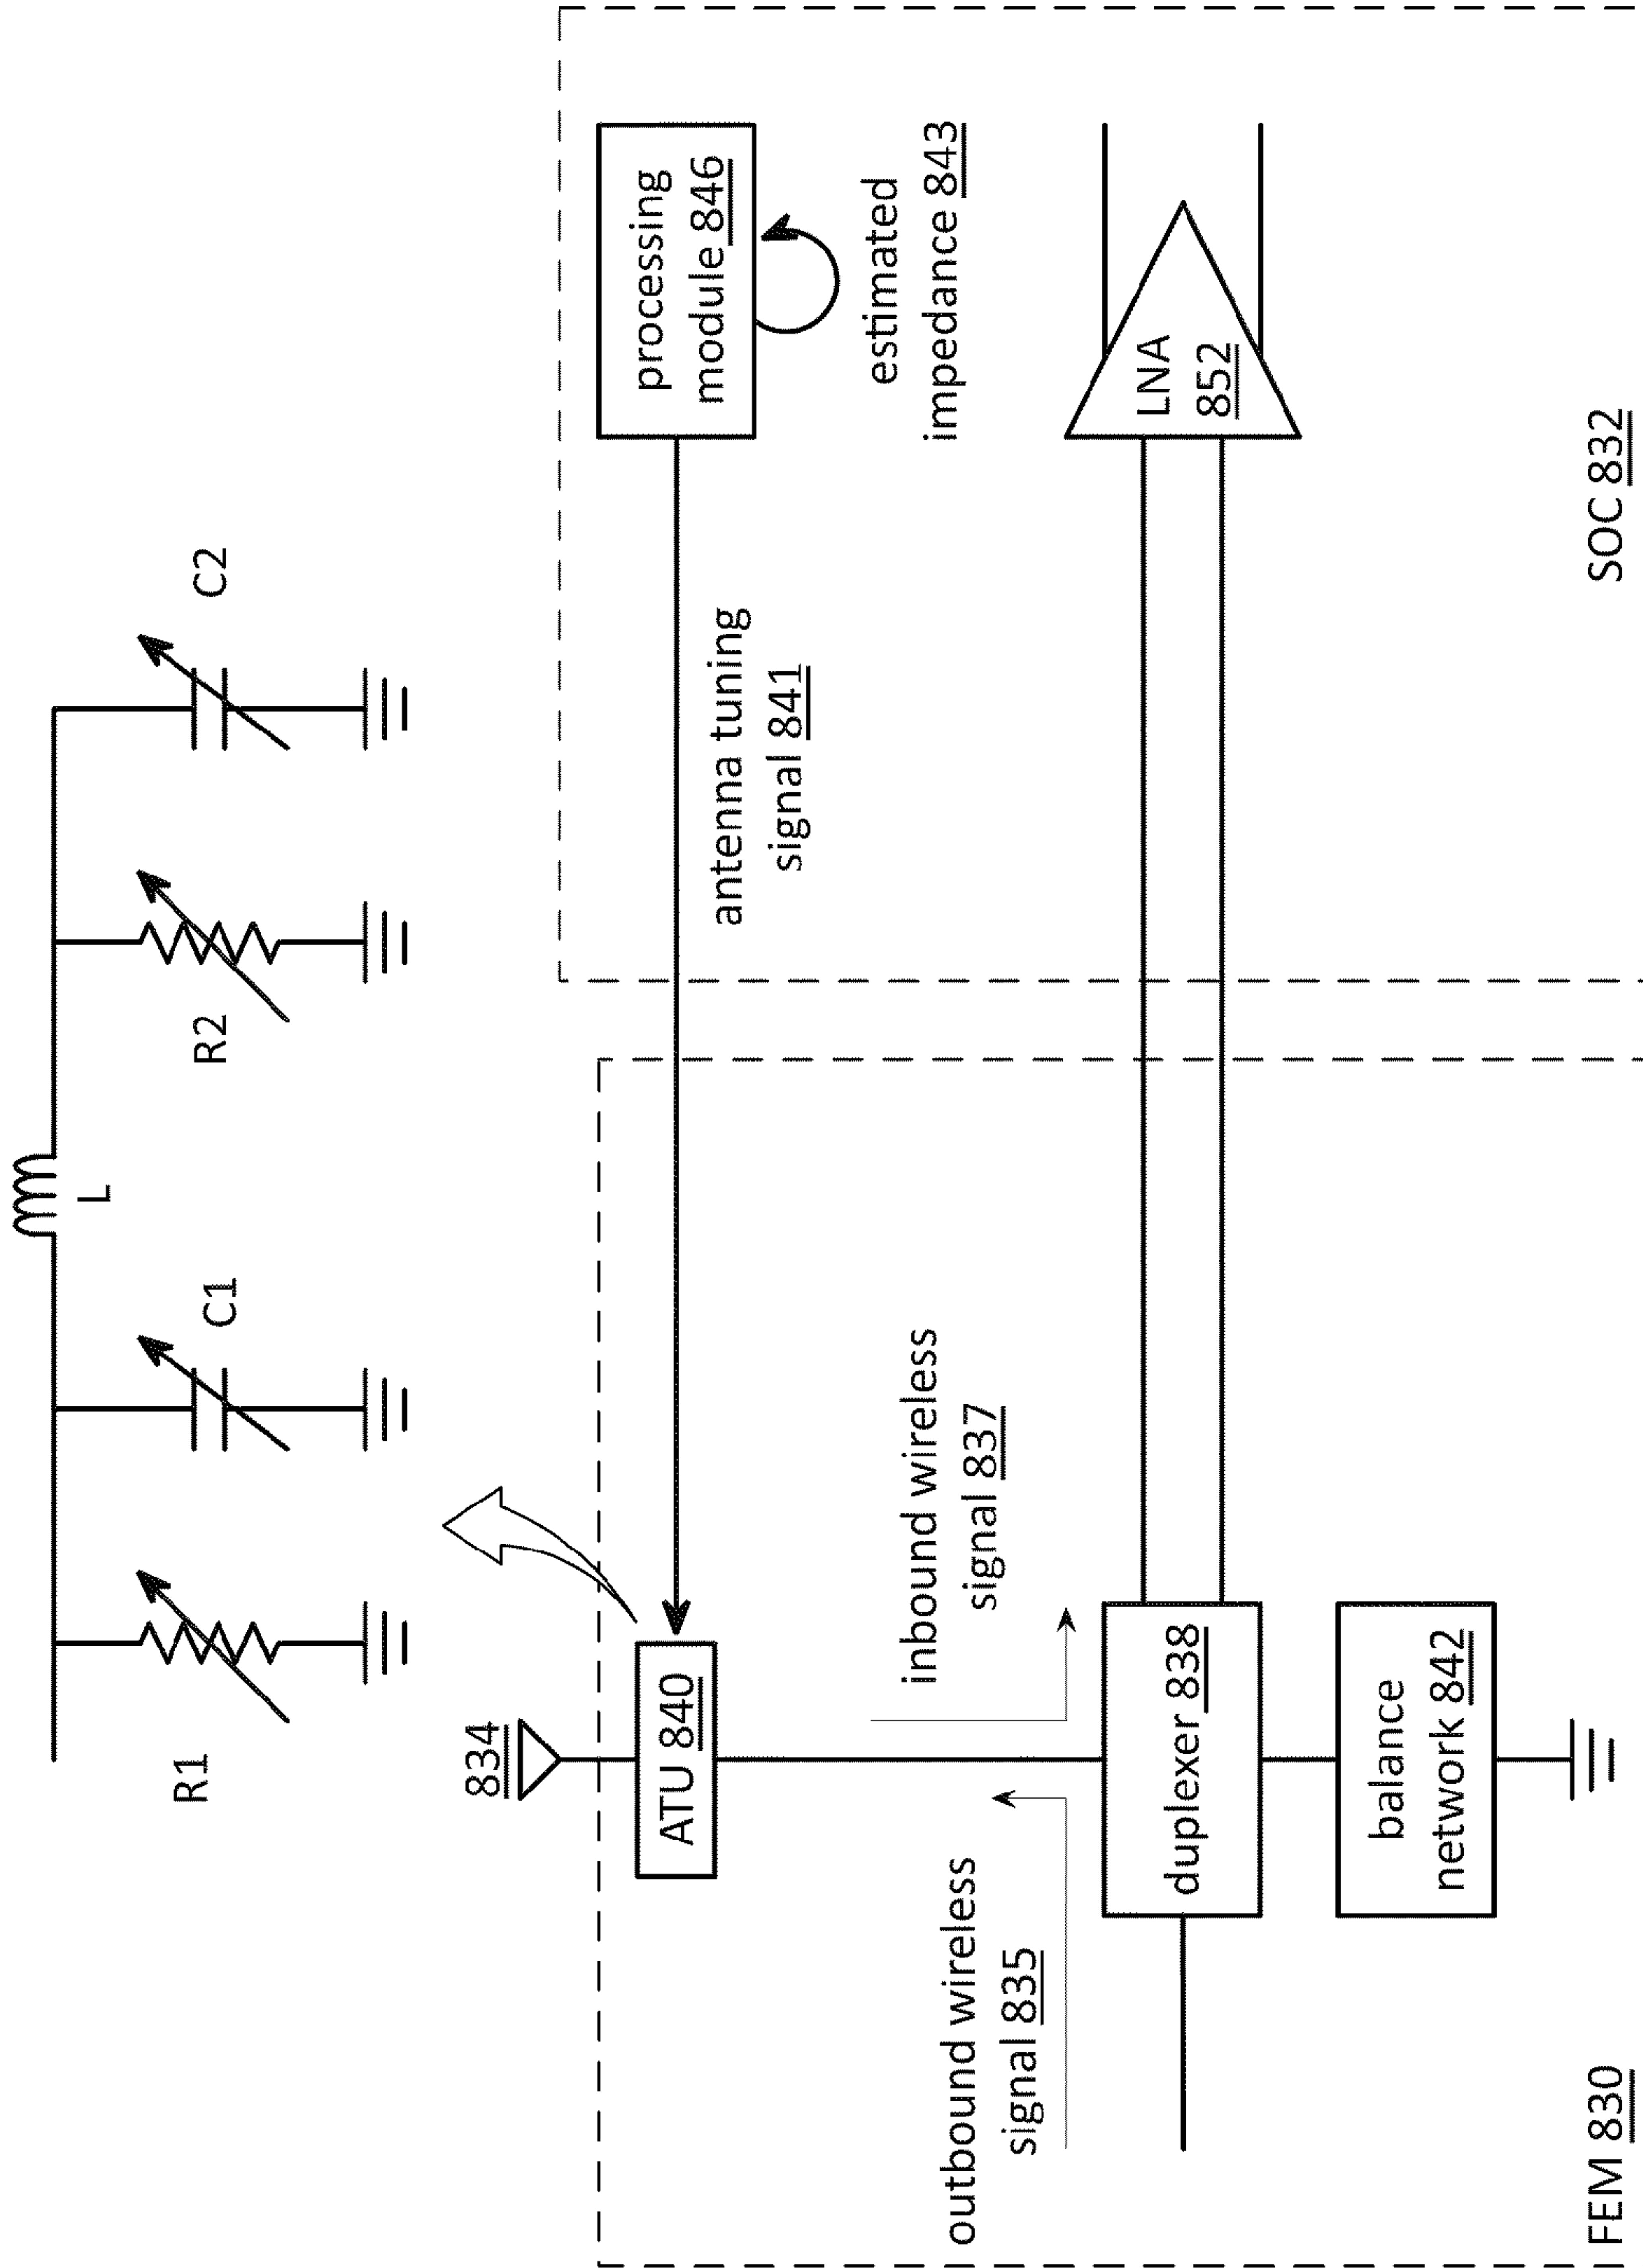 L
R1
C1
R2
C2
834
ATU 840
antenna tuning
signal 841
processing
module 846
estimated
impedance 843
outbound wireless
signal 835
inbound wireless
signal 837
duplexer 838
LNA
852
balance
network 842
FEM 830
SOC 832